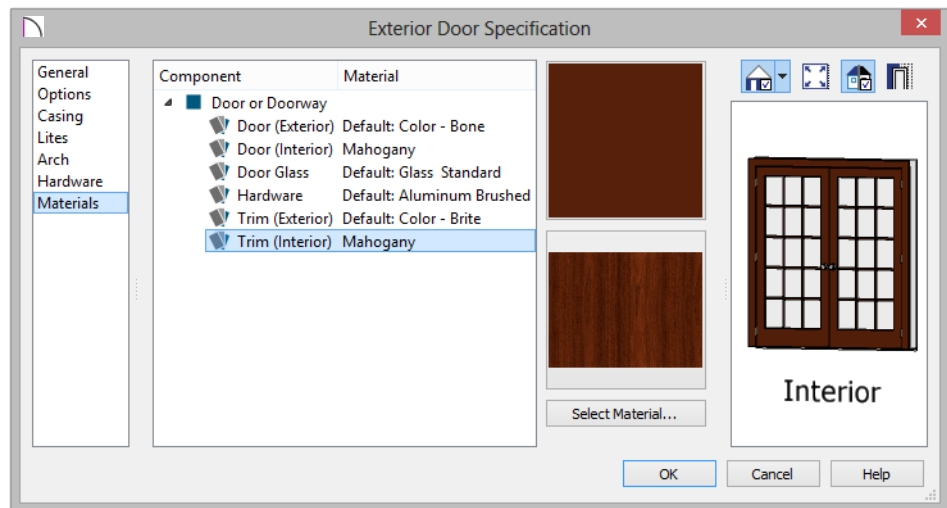 Exterior Door Specification
General
Options
Casing
Lites
Arch
Hardware
Materials
Component Material
Door or Doorway
Door (Exterior) Default: Color - Bone
Door (Interior) Mahogany
Door Glass Default: Glass Standard
Hardware Default: Aluminum Brushed
Trim (Exterior) Default: Color - Brite
Trim (Interior) Mahogany
Select Material...
Interior
OK Cancel Help